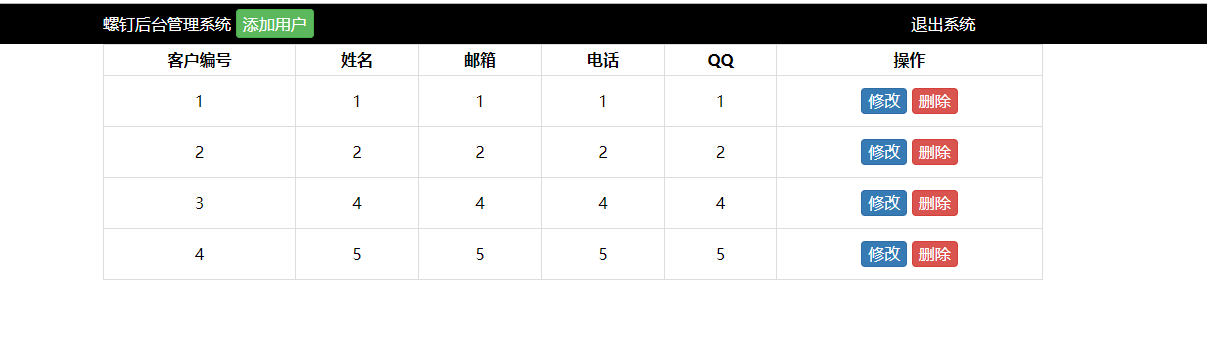 螺钉后台管理系统 添加用户 退出系统
客户编号 姓名 邮箱 电话 QQ 操作
1 1 1 1 1 修改 删除
2 2 2 2 2 修改 删除
3 4 4 4 4 修改 删除
4 5 5 5 5 修改 删除